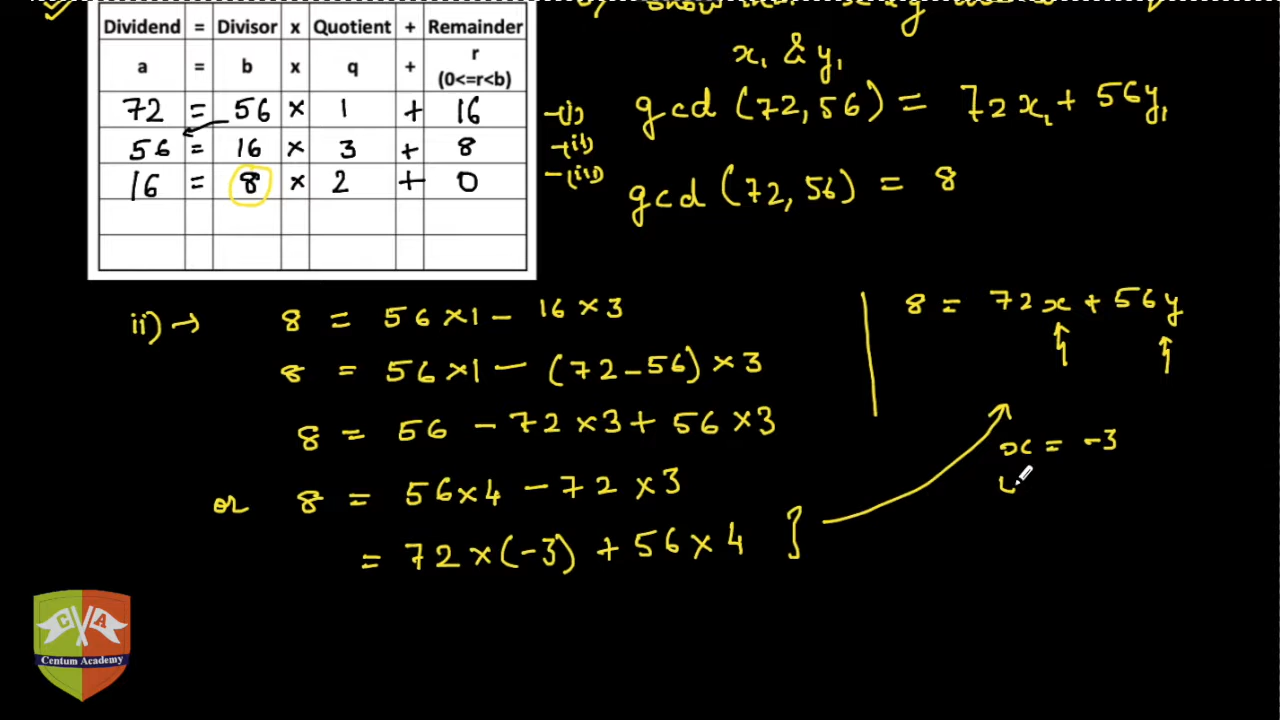 Dividend = Divisor x Quotient + Remainder
a = b x q + r (0<=r<b)
72 = 56 × 1 + 16 -(i)
56 = 16 × 3 + 8 -(ii)
16 = 8 × 2 + 0 -(iii)
x₁ & y₁
gcd (72, 56) = 72x₁ + 56y₁
gcd (72, 56) = 8
ii) → 8 = 56 × 1 - 16 × 3
8 = 56 × 1 - (72 - 56) × 3
8 = 56 - 72 × 3 + 56 × 3
or 8 = 56 × 4 - 72 × 3
= 72 × (-3) + 56 × 4 }
8 = 72x + 56y
x = -3
C A
Centum Academy